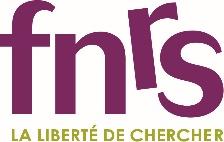 fnrs
LA LIBERTÉ DE CHERCHER